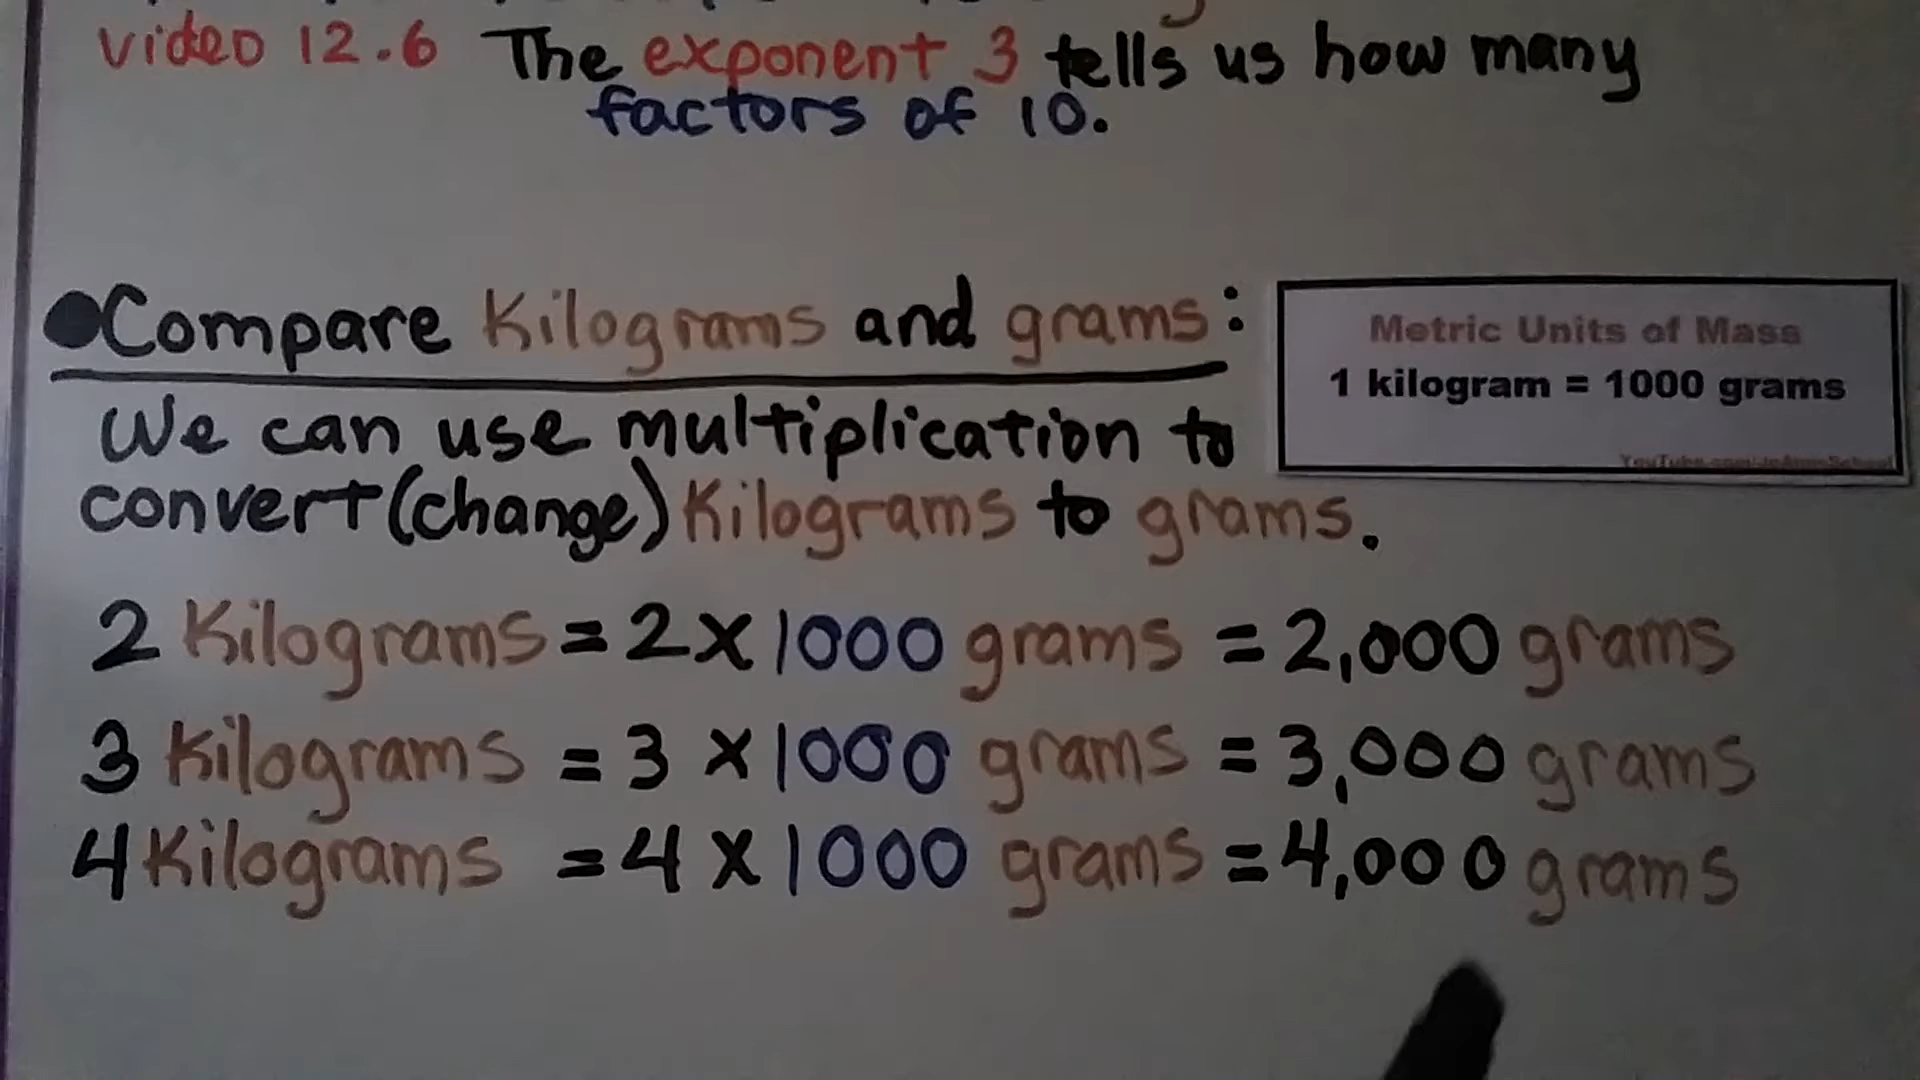 video 12.6 The exponent 3 tells us how many
factors of 10.
●Compare Kilograms and grams:
Metric Units of Mass
1 kilogram = 1000 grams
We can use multiplication to
convert (change) Kilograms to grams.
2 Kilograms = 2 x 1000 grams = 2,000 grams
3 Kilograms = 3 x 1000 grams = 3,000 grams
4 Kilograms = 4 x 1000 grams = 4,000 grams